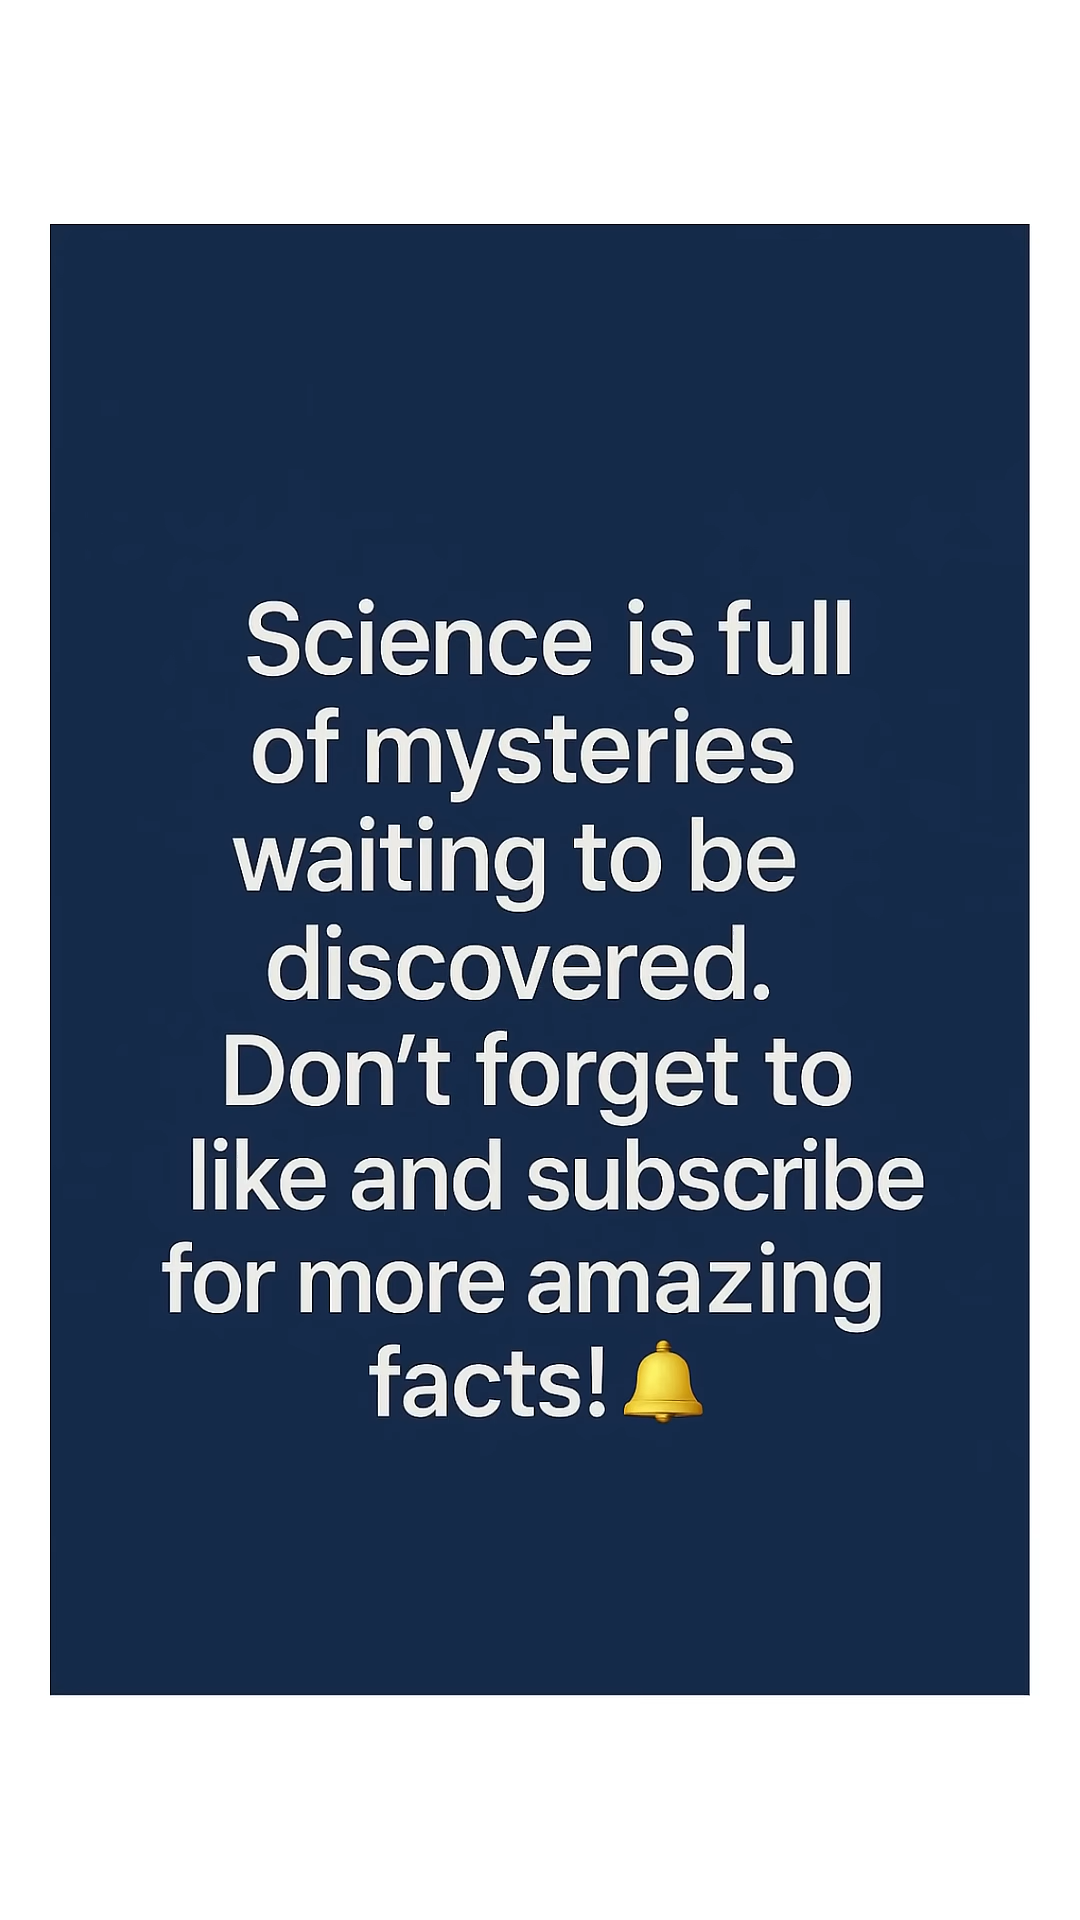 Science is full
of mysteries
waiting to be
discovered.
Don’t forget to
like and subscribe
for more amazing
facts! 🔔